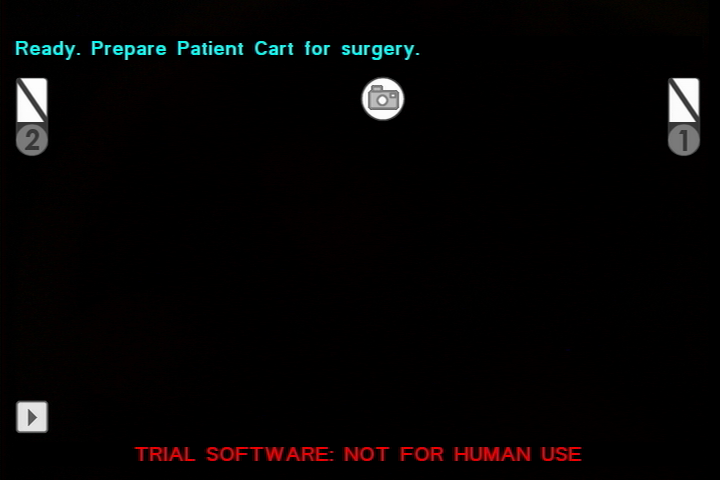 Ready. Prepare Patient Cart for surgery.
2
1
TRIAL SOFTWARE: NOT FOR HUMAN USE